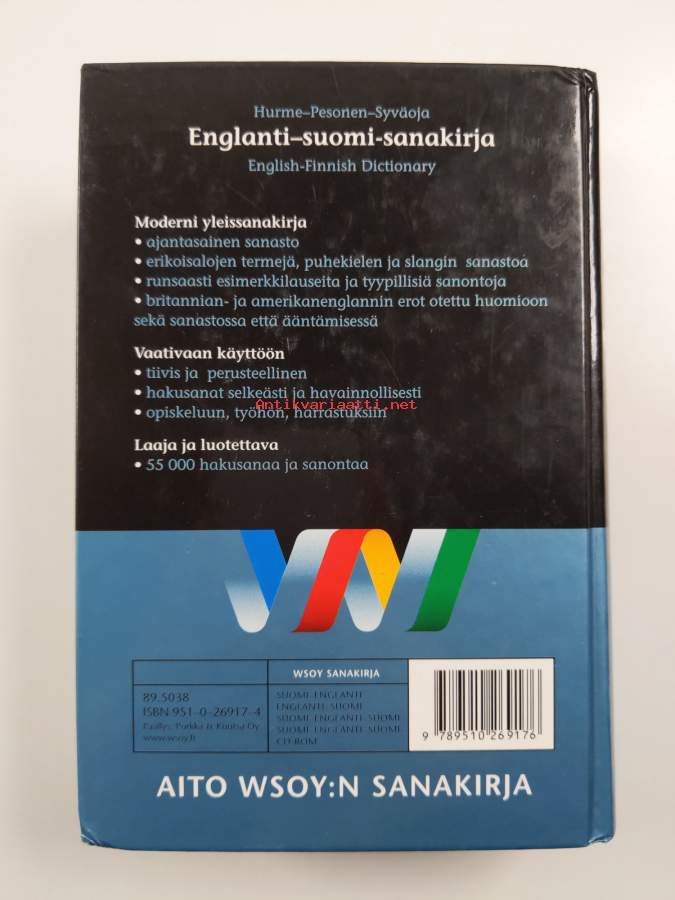 Hurme–Pesonen–Syväoja
Englanti–suomi-sanakirja
English-Finnish Dictionary
Moderni yleissanakirja
• ajantasainen sanasto
• erikoisalojen termejä, puhekielen ja slangin sanastoa
• runsaasti esimerkkilauseita ja tyypillisiä sanontoja
• britannian- ja amerikanenglannin erot otettu huomioon
sekä sanastossa että ääntämisessä
Vaativaan käyttöön
• tiivis ja perusteellinen
• hakusanat selkeästi ja havainnollisesti
Antikvariaatti.net
• opiskeluun, työhön, harrastuksiin
Laaja ja luotettava
• 55 000 hakusanaa ja sanontaa
WSOY SANAKIRJA
89.5038
ISBN 951-0-26917-4
Päällys: Porkka & Kuutsa Oy
www.wsoy.fi
SUOMI-ENGLANTI
ENGLANTI-SUOMI
SUOMI-ENGLANTI-SUOMI
SUOMI-ENGLANTI-SUOMI
CD-ROM
9 789510 269176
AITO WSOY:N SANAKIRJA